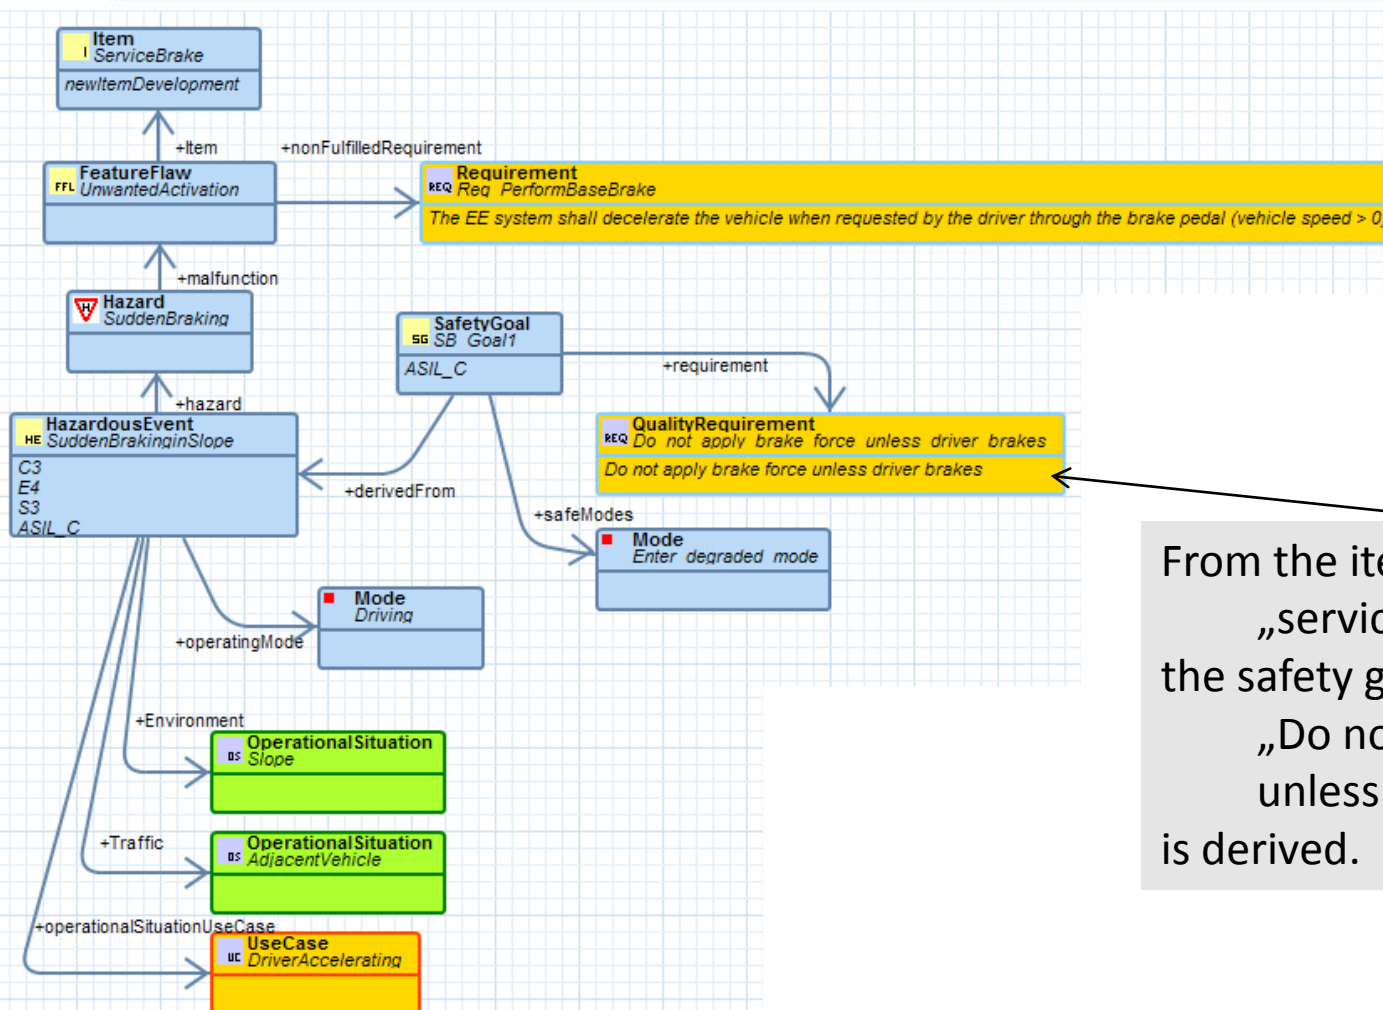 I Item
ServiceBrake
newItemDevelopment
+Item
+nonFulfilledRequirement
FFL FeatureFlaw
UnwantedActivation
REQ Requirement
Req PerformBaseBrake
The EE system shall decelerate the vehicle when requested by the driver through the brake pedal (vehicle speed > 0)
+malfunction
H Hazard
SuddenBraking
SG SafetyGoal
SB Goal1
ASIL_C
+requirement
+hazard
HE HazardousEvent
SuddenBrakinginSlope
C3
E4
S3
ASIL_C
REQ QualityRequirement
Do not apply brake force unless driver brakes
Do not apply brake force unless driver brakes
+derivedFrom
+safeModes
Mode
Enter degraded mode
Mode
Driving
+operatingMode
From the
„
the safety
„Do
unless
is derived.
+Environment
OS OperationalSituation
Slope
+Traffic
OS OperationalSituation
AdjacentVehicle
+operationalSituationUseCase
UC UseCase
DriverAccelerating